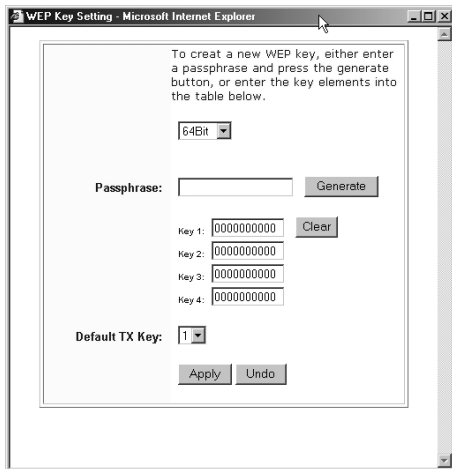 WEP Key Setting - Microsoft Internet Explorer
To creat a new WEP key, either enter
a passphrase and press the generate
button, or enter the key elements into
the table below.
64Bit
Passphrase: Generate
Key 1: 0000000000 Clear
Key 2: 0000000000
Key 3: 0000000000
Key 4: 0000000000
Default TX Key: 1
Apply Undo